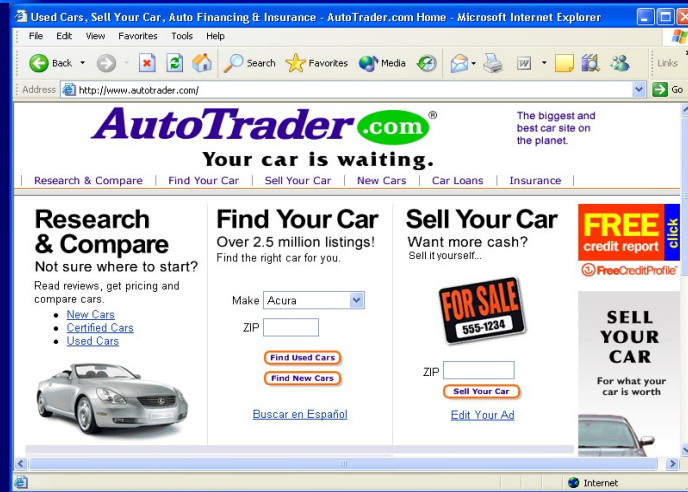 Used Cars, Sell Your Car, Auto Financing & Insurance - AutoTrader.com Home - Microsoft Internet Explorer
File Edit View Favorites Tools Help
Back Search Favorites Media Links
Address http://www.autotrader.com/ Go
AutoTrader.com®
The biggest and
best car site on
the planet.
Your car is waiting.
Research & Compare | Find Your Car | Sell Your Car | New Cars | Car Loans | Insurance |
Research
& Compare
Not sure where to start?
Read reviews, get pricing and
compare cars.
New Cars
Certified Cars
Used Cars
Find Your Car
Over 2.5 million listings!
Find the right car for you.
Make Acura
ZIP
Find Used Cars
Find New Cars
Buscar en Español
Sell Your Car
Want more cash?
Sell it yourself...
FOR SALE
555-1234
ZIP
Sell Your Car
Edit Your Ad
FREE
credit report
click
FreeCreditProfile
SELL
YOUR
CAR
For what your
car is worth
Internet